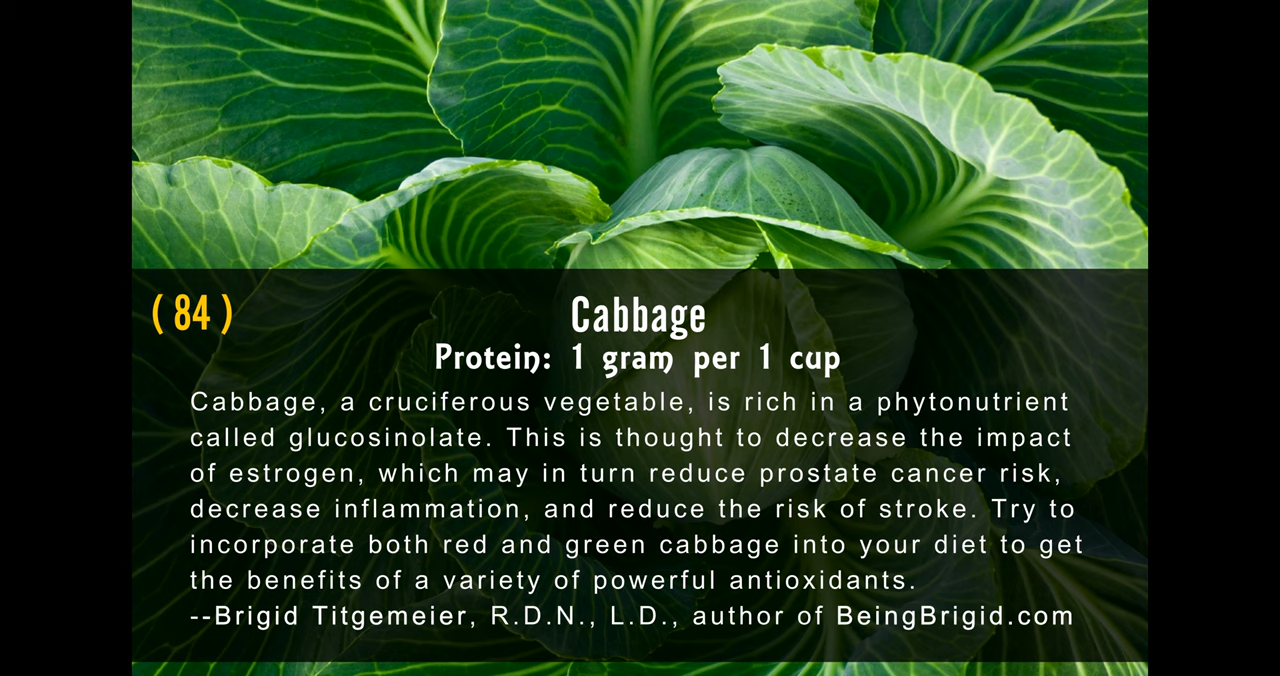 ( 84 )
Cabbage
Protein: 1 gram per 1 cup
Cabbage, a cruciferous vegetable, is rich in a phytonutrient
called glucosinolate. This is thought to decrease the impact
of estrogen, which may in turn reduce prostate cancer risk,
decrease inflammation, and reduce the risk of stroke. Try to
incorporate both red and green cabbage into your diet to get
the benefits of a variety of powerful antioxidants.
--Brigid Titgemeier, R.D.N., L.D., author of BeingBrigid.com